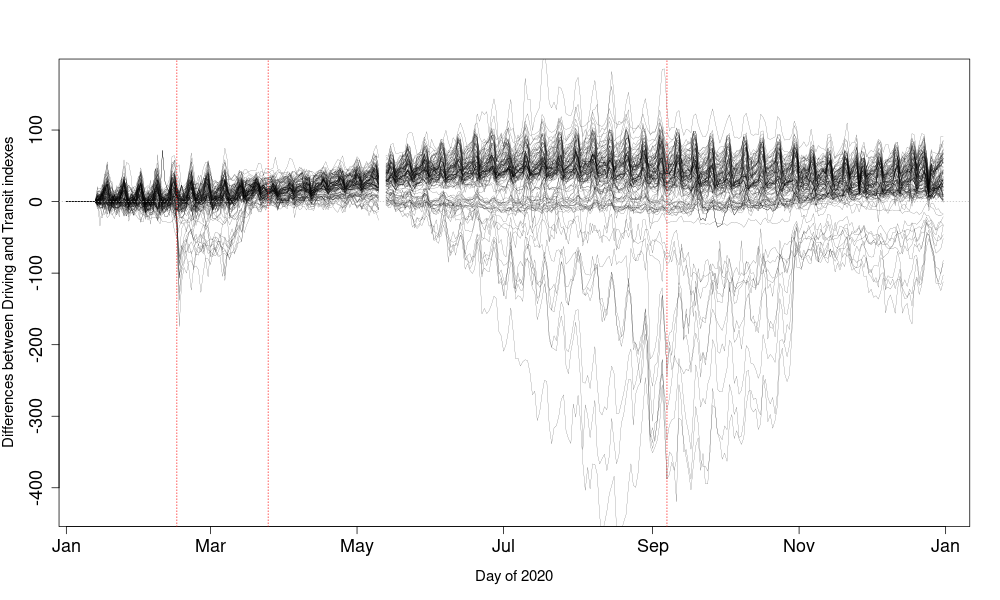 Differences between Driving and Transit indexes
100
0
-100
-200
-300
-400
Jan Mar May Jul Sep Nov Jan
Day of 2020